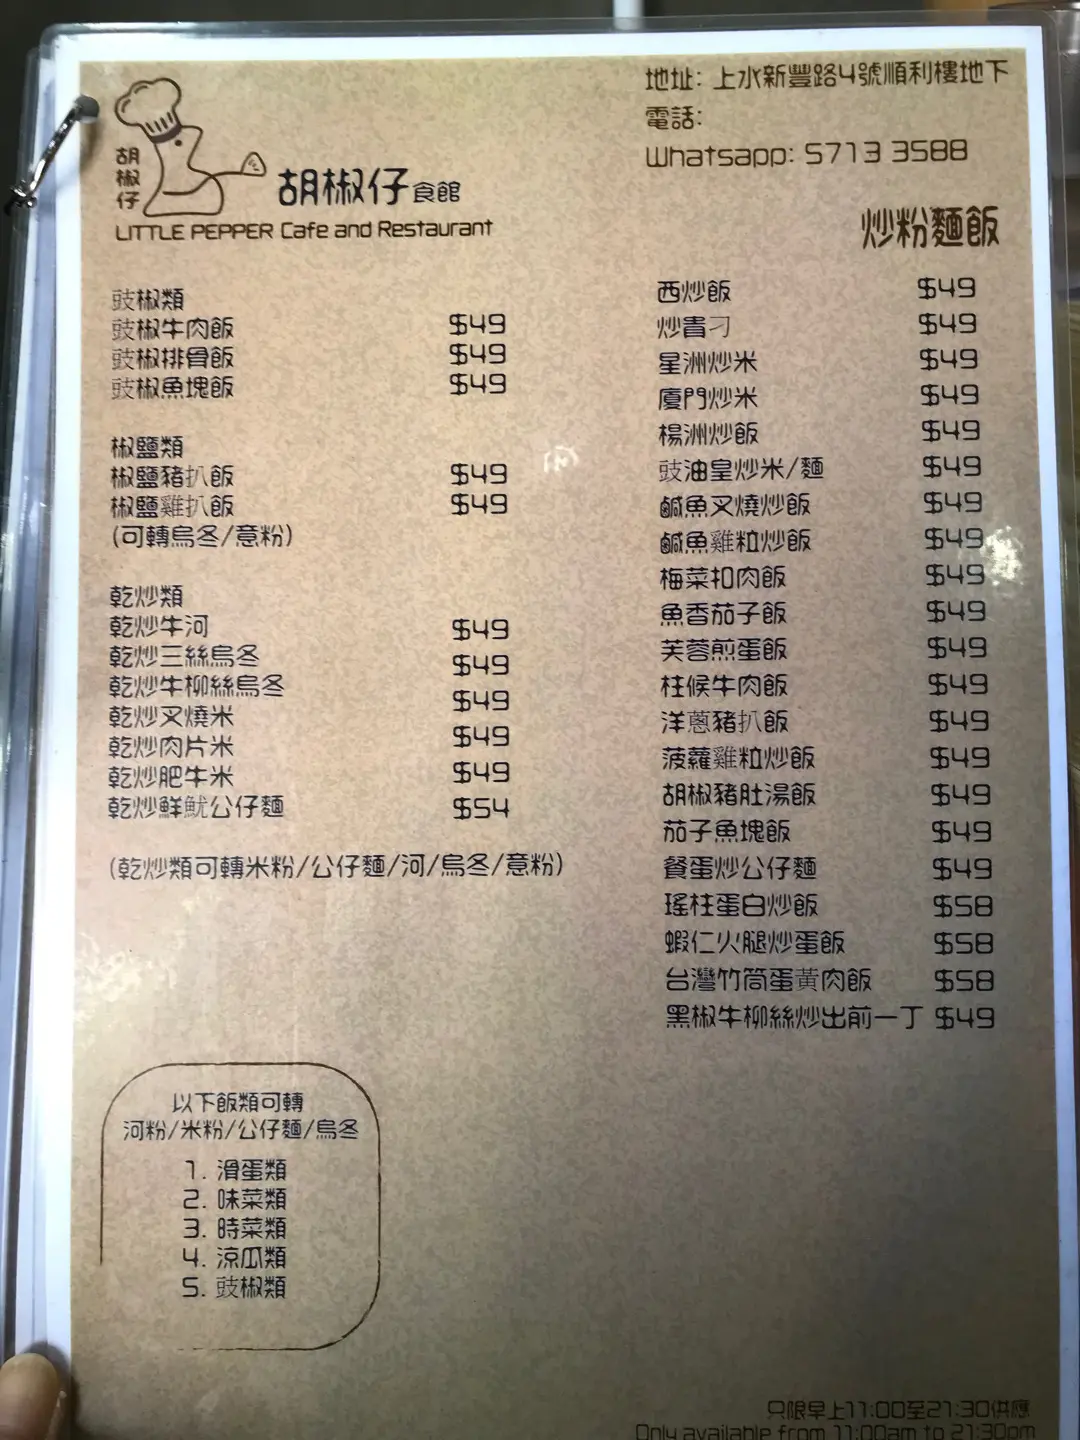 地址: 上水新豐路4號順利樓地下
電話:
Whatsapp: 5713 3588
胡椒仔
胡椒仔食館
LITTLE PEPPER Cafe and Restaurant
豉椒類
豉椒牛肉飯 $49
豉椒排骨飯 $49
豉椒魚塊飯 $49
椒鹽類
椒鹽豬扒飯 $49
椒鹽雞扒飯 $49
(可轉烏冬/意粉)
乾炒類
乾炒牛河 $49
乾炒三絲烏冬 $49
乾炒牛柳絲烏冬 $49
乾炒叉燒米 $49
乾炒肉片米 $49
乾炒肥牛米 $54
乾炒鮮魷公仔麵
(乾炒類可轉米粉/公仔麵/河/烏冬/意粉)
以下飯類可轉
河粉/米粉/公仔麵/烏冬
1. 滑蛋類
2. 味菜類
3. 時菜類
4. 涼瓜類
5. 豉椒類
炒粉麵飯
西炒飯 $49
炒貴刁 $49
星洲炒米 $49
廈門炒米 $49
楊洲炒飯 $49
豉油皇炒米/麵 $49
鹹魚叉燒炒飯 $49
鹹魚雞粒炒飯 $49
梅菜扣肉飯 $49
魚香茄子飯 $49
芙蓉煎蛋飯 $49
柱候牛肉飯 $49
洋蔥豬扒飯 $49
菠蘿雞粒炒飯 $49
胡椒豬肚湯飯 $49
茄子魚塊飯 $49
餐蛋炒公仔麵 $49
瑤柱蛋白炒飯 $58
蝦仁火腿炒蛋飯 $58
台灣竹筒蛋黃肉飯 $58
黑椒牛柳絲炒出前一丁 $49
只限早上11:00至21:30供應
Only available from 11:00am to 21:30pm